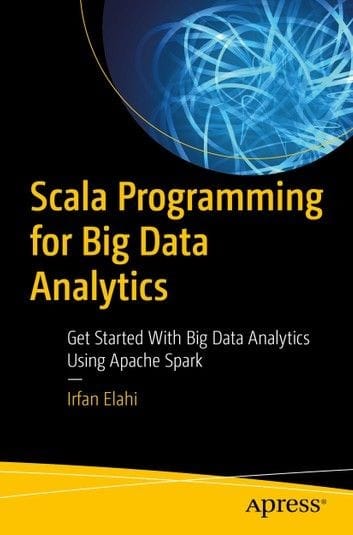 Scala Programming
for Big Data
Analytics
Get Started With Big Data Analytics
Using Apache Spark
—
Irfan Elahi
Apress®